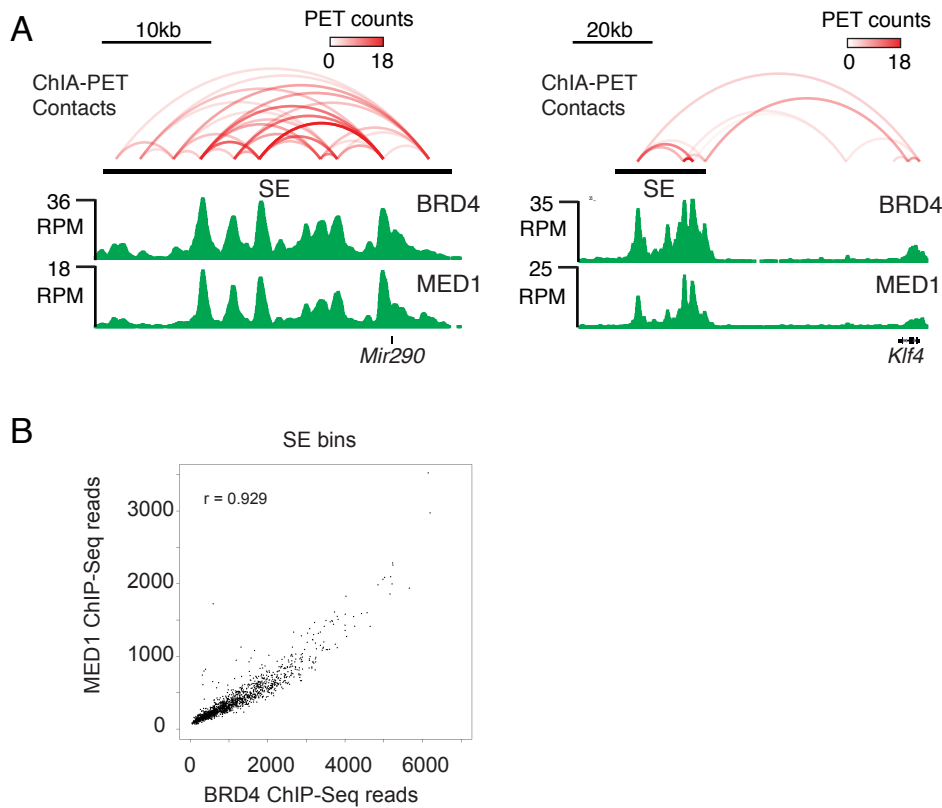 A
10kb
PET counts
0 18
ChIA-PET
Contacts
SE
BRD4
36
RPM
MED1
18
RPM
Mir290
20kb
PET counts
0 18
ChIA-PET
Contacts
SE
BRD4
35
RPM
MED1
25
RPM
Klf4
B
SE bins
r = 0.929
MED1 ChIP-Seq reads
3000
2000
1000
0
0 2000 4000 6000
BRD4 ChIP-Seq reads